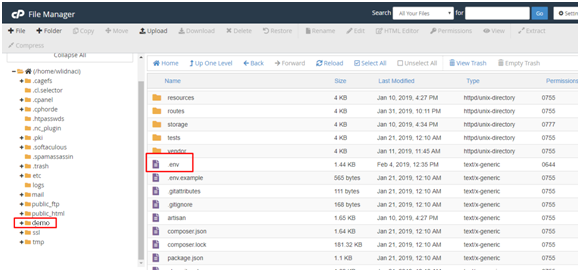 cP File Manager
Search All Your Files for Go Settings
+ File + Folder Copy Move Upload Download Delete Restore Rename Edit HTML Editor Permissions View Extract
Compress
Collapse All
Home Up One Level Back Forward Reload Select All Unselect All View Trash Empty Trash
Name Size Last Modified Type Permissions
(/home/wildnaci)
.cagefs
.cl.selector
.cpanel
.cphorde
.htpasswds
.nc_plugin
.pki
.softaculous
.spamassassin
.trash
etc
logs
mail
public_ftp
public_html
demo
ssl
tmp
resources 4 KB Jan 10, 2019, 4:27 PM httpd/unix-directory 0755
routes 4 KB Jan 31, 2019, 10:11 PM httpd/unix-directory 0755
storage 4 KB Jan 10, 2019, 4:34 PM httpd/unix-directory 0777
tests 4 KB Jan 21, 2019, 12:10 AM httpd/unix-directory 0755
vendor 4 KB Jan 11, 2019, 11:45 AM httpd/unix-directory 0755
.env 1.44 KB Feb 4, 2019, 12:35 PM text/x-generic 0644
.env.example 565 bytes Jan 21, 2019, 12:10 AM text/x-generic 0755
.gitattributes 111 bytes Jan 21, 2019, 12:10 AM text/x-generic 0755
.gitignore 168 bytes Jan 21, 2019, 12:10 AM text/x-generic 0755
artisan 1.65 KB Jan 10, 2019, 4:27 PM text/x-generic 0755
composer.json 1.64 KB Jan 21, 2019, 12:10 AM text/x-generic 0755
composer.lock 181.32 KB Jan 21, 2019, 12:10 AM text/x-generic 0755
package.json 1.1 KB Jan 21, 2019, 12:10 AM text/x-generic 0755